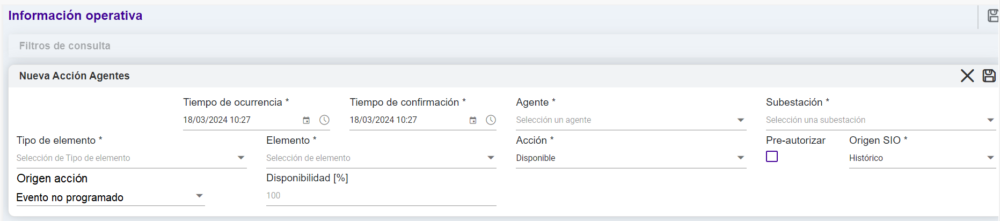 Información operativa
Filtros de consulta
Nueva Acción Agentes
Tiempo de ocurrencia * Tiempo de confirmación * Agente * Subestación *
18/03/2024 10:27 18/03/2024 10:27 Selección un agente Selección una subestación
Tipo de elemento * Elemento * Acción * Pre-autorizar Origen SIO *
Selección de Tipo de elemento Selección de elemento Disponible Histórico
Origen acción Disponibilidad [%]
Evento no programado 100